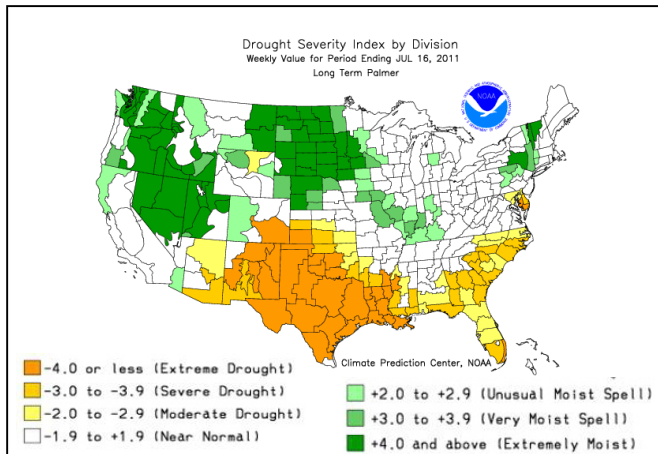 Drought Severity Index by Division
Weekly Value for Period Ending JUL 16, 2011
Long Term Palmer
NOAA
Climate Prediction Center, NOAA
-4.0 or less (Extreme Drought)
-3.0 to -3.9 (Severe Drought)
-2.0 to -2.9 (Moderate Drought)
-1.9 to +1.9 (Near Normal)
+2.0 to +2.9 (Unusual Moist Spell)
+3.0 to +3.9 (Very Moist Spell)
+4.0 and above (Extremely Moist)